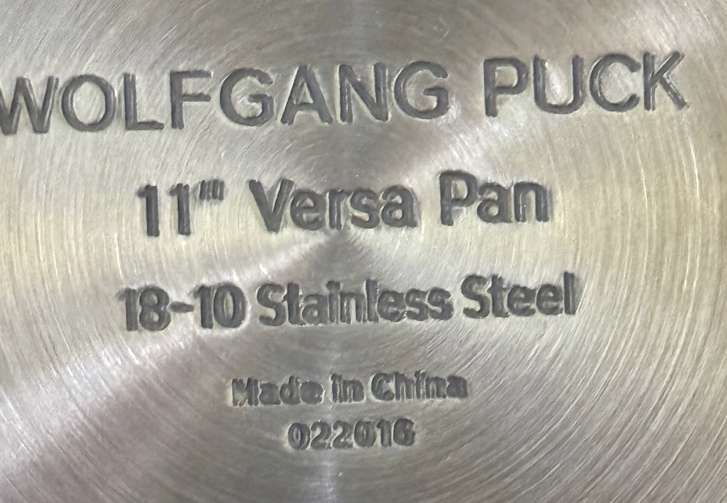 WOLFGANG PUCK
11" Versa Pan
18-10 Stainless Steel
Made in China
022016